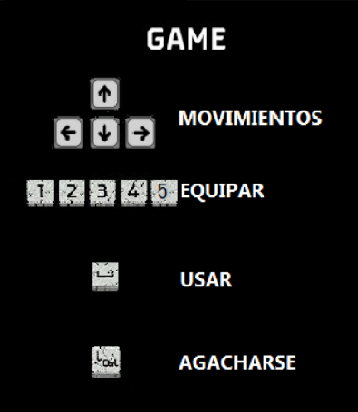 GAME
MOVIMIENTOS
1 2 3 4 5 EQUIPAR
USAR
AGACHARSE